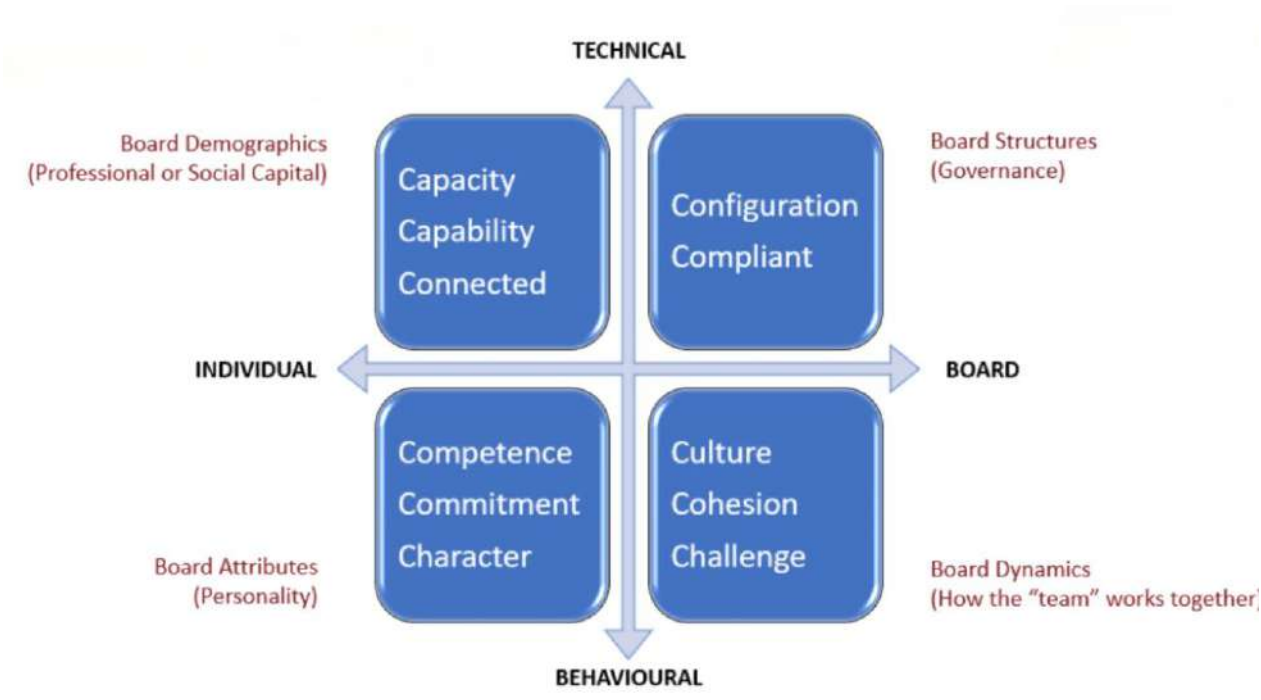 TECHNICAL
Board Demographics
(Professional or Social Capital)
Capacity
Capability
Connected
Configuration
Compliant
Board Structures
(Governance)
INDIVIDUAL
BOARD
Competence
Commitment
Character
Culture
Cohesion
Challenge
Board Attributes
(Personality)
Board Dynamics
(How the “team” works together)
BEHAVIOURAL